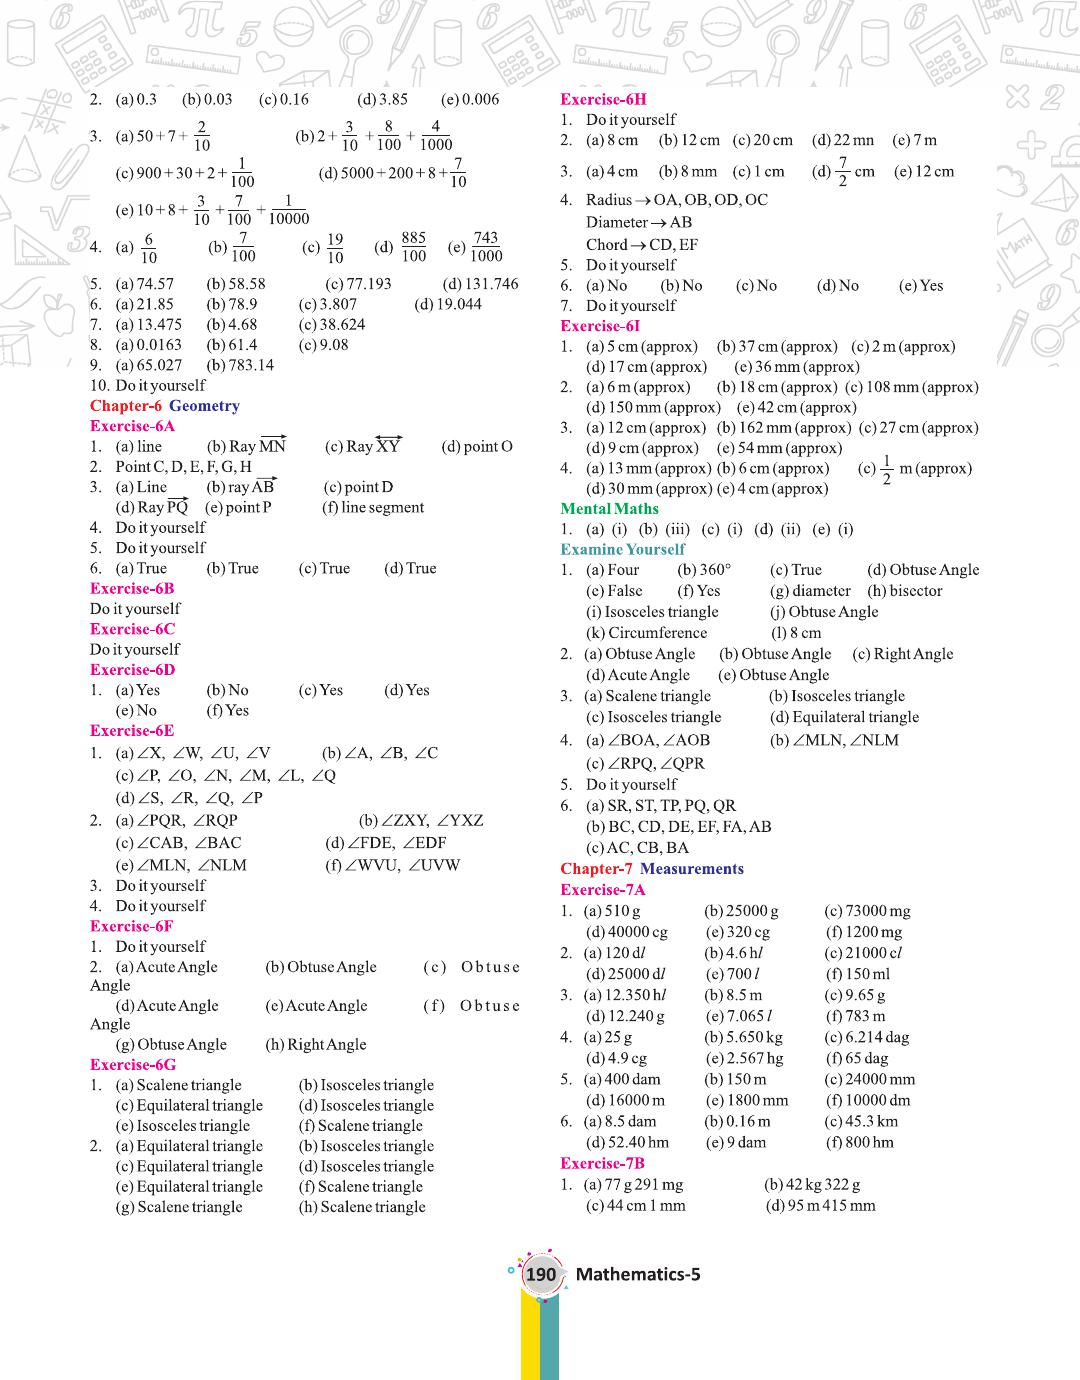 2. (a) 0.3 (b) 0.03 (c) 0.16 (d) 3.85 (e) 0.006
3. (a) 50 + 7 + 2/10 (b) 2 + 3/10 + 8/100 + 4/1000
(c) 900 + 30 + 2 + 1/100 (d) 5000 + 200 + 8 + 7/10
(e) 10 + 8 + 3/10 + 7/100 + 1/10000
4. (a) 6/10 (b) 7/100 (c) 19/10 (d) 885/100 (e) 743/1000
5. (a) 74.57 (b) 58.58 (c) 77.193 (d) 131.746
6. (a) 21.85 (b) 78.9 (c) 3.807 (d) 19.044
7. (a) 13.475 (b) 4.68 (c) 38.624
8. (a) 0.0163 (b) 61.4 (c) 9.08
9. (a) 65.027 (b) 783.14
10. Do it yourself
Chapter-6 Geometry
Exercise-6A
1. (a) line (b) Ray MN (c) Ray XY (d) point O
2. Point C, D, E, F, G, H
3. (a) Line (b) ray AB (c) point D
(d) Ray PQ (e) point P (f) line segment
4. Do it yourself
5. Do it yourself
6. (a) True (b) True (c) True (d) True
Exercise-6B
Do it yourself
Exercise-6C
Do it yourself
Exercise-6D
1. (a) Yes (b) No (c) Yes (d) Yes
(e) No (f) Yes
Exercise-6E
1. (a) ∠X, ∠W, ∠U, ∠V (b) ∠A, ∠B, ∠C
(c) ∠P, ∠O, ∠N, ∠M, ∠L, ∠Q
(d) ∠S, ∠R, ∠Q, ∠P
2. (a) ∠PQR, ∠RQP (b) ∠ZXY, ∠YXZ
(c) ∠CAB, ∠BAC (d) ∠FDE, ∠EDF
(e) ∠MLN, ∠NLM (f) ∠WVU, ∠UVW
3. Do it yourself
4. Do it yourself
Exercise-6F
1. Do it yourself
2. (a) Acute Angle (b) Obtuse Angle (c) Obtuse
Angle
(d) Acute Angle (e) Acute Angle (f) Obtuse
Angle
(g) Obtuse Angle (h) Right Angle
Exercise-6G
1. (a) Scalene triangle (b) Isosceles triangle
(c) Equilateral triangle (d) Isosceles triangle
(e) Isosceles triangle (f) Scalene triangle
2. (a) Equilateral triangle (b) Isosceles triangle
(c) Equilateral triangle (d) Isosceles triangle
(e) Equilateral triangle (f) Scalene triangle
(g) Scalene triangle (h) Scalene triangle
Exercise-6H
1. Do it yourself
2. (a) 8 cm (b) 12 cm (c) 20 cm (d) 22 mn (e) 7 m
3. (a) 4 cm (b) 8 mm (c) 1 cm (d) 7/2 cm (e) 12 cm
4. Radius → OA, OB, OD, OC
Diameter → AB
Chord → CD, EF
5. Do it yourself
6. (a) No (b) No (c) No (d) No (e) Yes
7. Do it yourself
Exercise-6I
1. (a) 5 cm (approx) (b) 37 cm (approx) (c) 2 m (approx)
(d) 17 cm (approx) (e) 36 mm (approx)
2. (a) 6 m (approx) (b) 18 cm (approx) (c) 108 mm (approx)
(d) 150 mm (approx) (e) 42 cm (approx)
3. (a) 12 cm (approx) (b) 162 mm (approx) (c) 27 cm (approx)
(d) 9 cm (approx) (e) 54 mm (approx)
4. (a) 13 mm (approx) (b) 6 cm (approx) (c) 1/2 m (approx)
(d) 30 mm (approx) (e) 4 cm (approx)
Mental Maths
1. (a) (i) (b) (iii) (c) (i) (d) (ii) (e) (i)
Examine Yourself
1. (a) Four (b) 360° (c) True (d) Obtuse Angle
(e) False (f) Yes (g) diameter (h) bisector
(i) Isosceles triangle (j) Obtuse Angle
(k) Circumference (l) 8 cm
2. (a) Obtuse Angle (b) Obtuse Angle (c) Right Angle
(d) Acute Angle (e) Obtuse Angle
3. (a) Scalene triangle (b) Isosceles triangle
(c) Isosceles triangle (d) Equilateral triangle
4. (a) ∠BOA, ∠AOB (b) ∠MLN, ∠NLM
(c) ∠RPQ, ∠QPR
5. Do it yourself
6. (a) SR, ST, TP, PQ, QR
(b) BC, CD, DE, EF, FA, AB
(c) AC, CB, BA
Chapter-7 Measurements
Exercise-7A
1. (a) 510 g (b) 25000 g (c) 73000 mg
(d) 40000 cg (e) 320 cg (f) 1200 mg
2. (a) 120 dl (b) 4.6 hl (c) 21000 cl
(d) 25000 dl (e) 700 l (f) 150 ml
3. (a) 12.350 hl (b) 8.5 m (c) 9.65 g
(d) 12.240 g (e) 7.065 l (f) 783 m
4. (a) 25 g (b) 5.650 kg (c) 6.214 dag
(d) 4.9 cg (e) 2.567 hg (f) 65 dag
5. (a) 400 dam (b) 150 m (c) 24000 mm
(d) 16000 m (e) 1800 mm (f) 10000 dm
6. (a) 8.5 dam (b) 0.16 m (c) 45.3 km
(d) 52.40 hm (e) 9 dam (f) 800 hm
Exercise-7B
1. (a) 77 g 291 mg (b) 42 kg 322 g
(c) 44 cm 1 mm (d) 95 m 415 mm
190 Mathematics-5